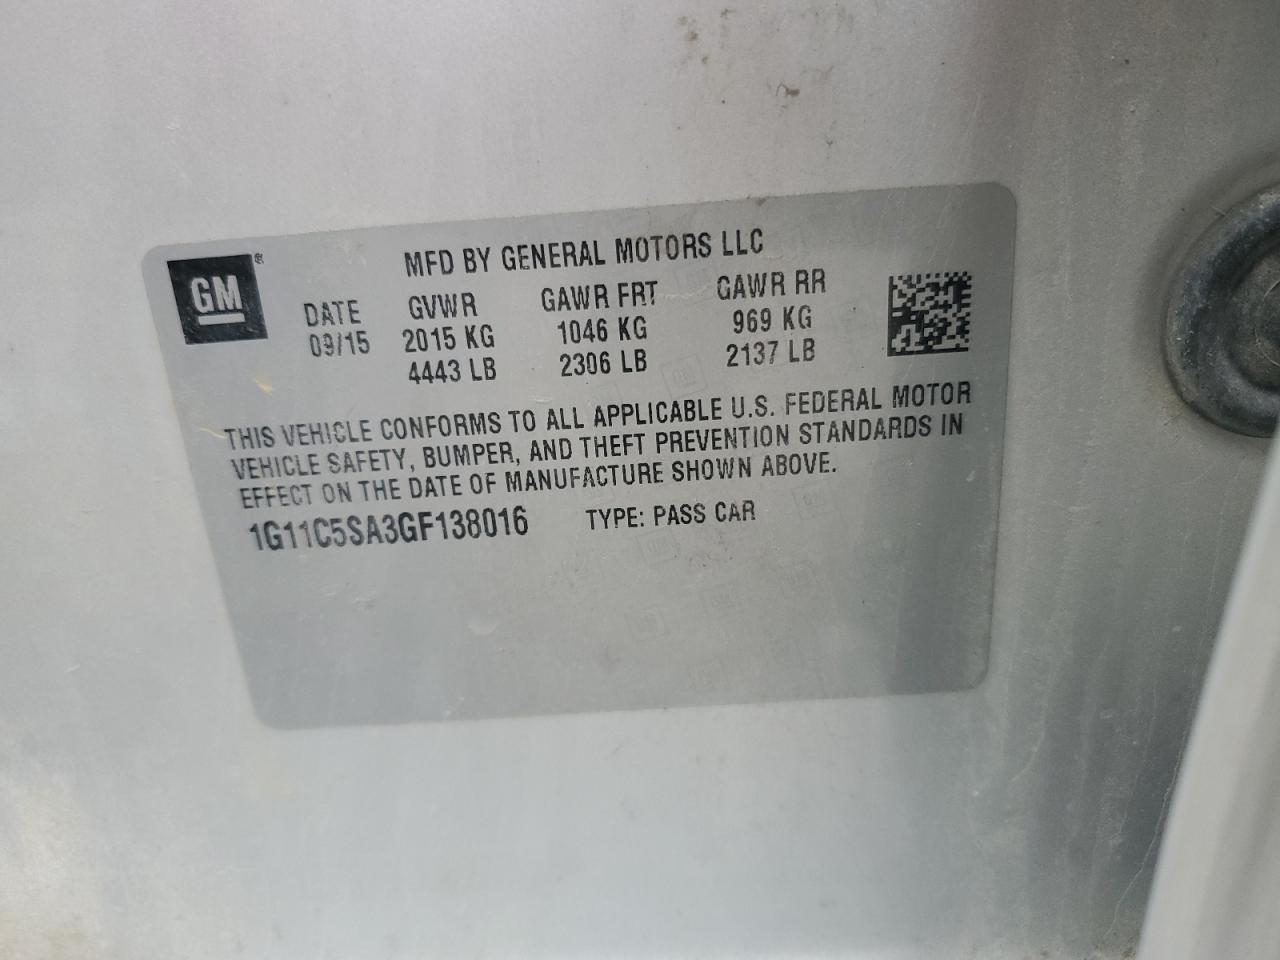 GM®
MFD BY GENERAL MOTORS LLC
DATE GVWR GAWR FRT GAWR RR
09/15 2015 KG 1046 KG 969 KG
4443 LB 2306 LB 2137 LB
THIS VEHICLE CONFORMS TO ALL APPLICABLE U.S. FEDERAL MOTOR
VEHICLE SAFETY, BUMPER, AND THEFT PREVENTION STANDARDS IN
EFFECT ON THE DATE OF MANUFACTURE SHOWN ABOVE.
1G11C5SA3GF138016 TYPE: PASS CAR